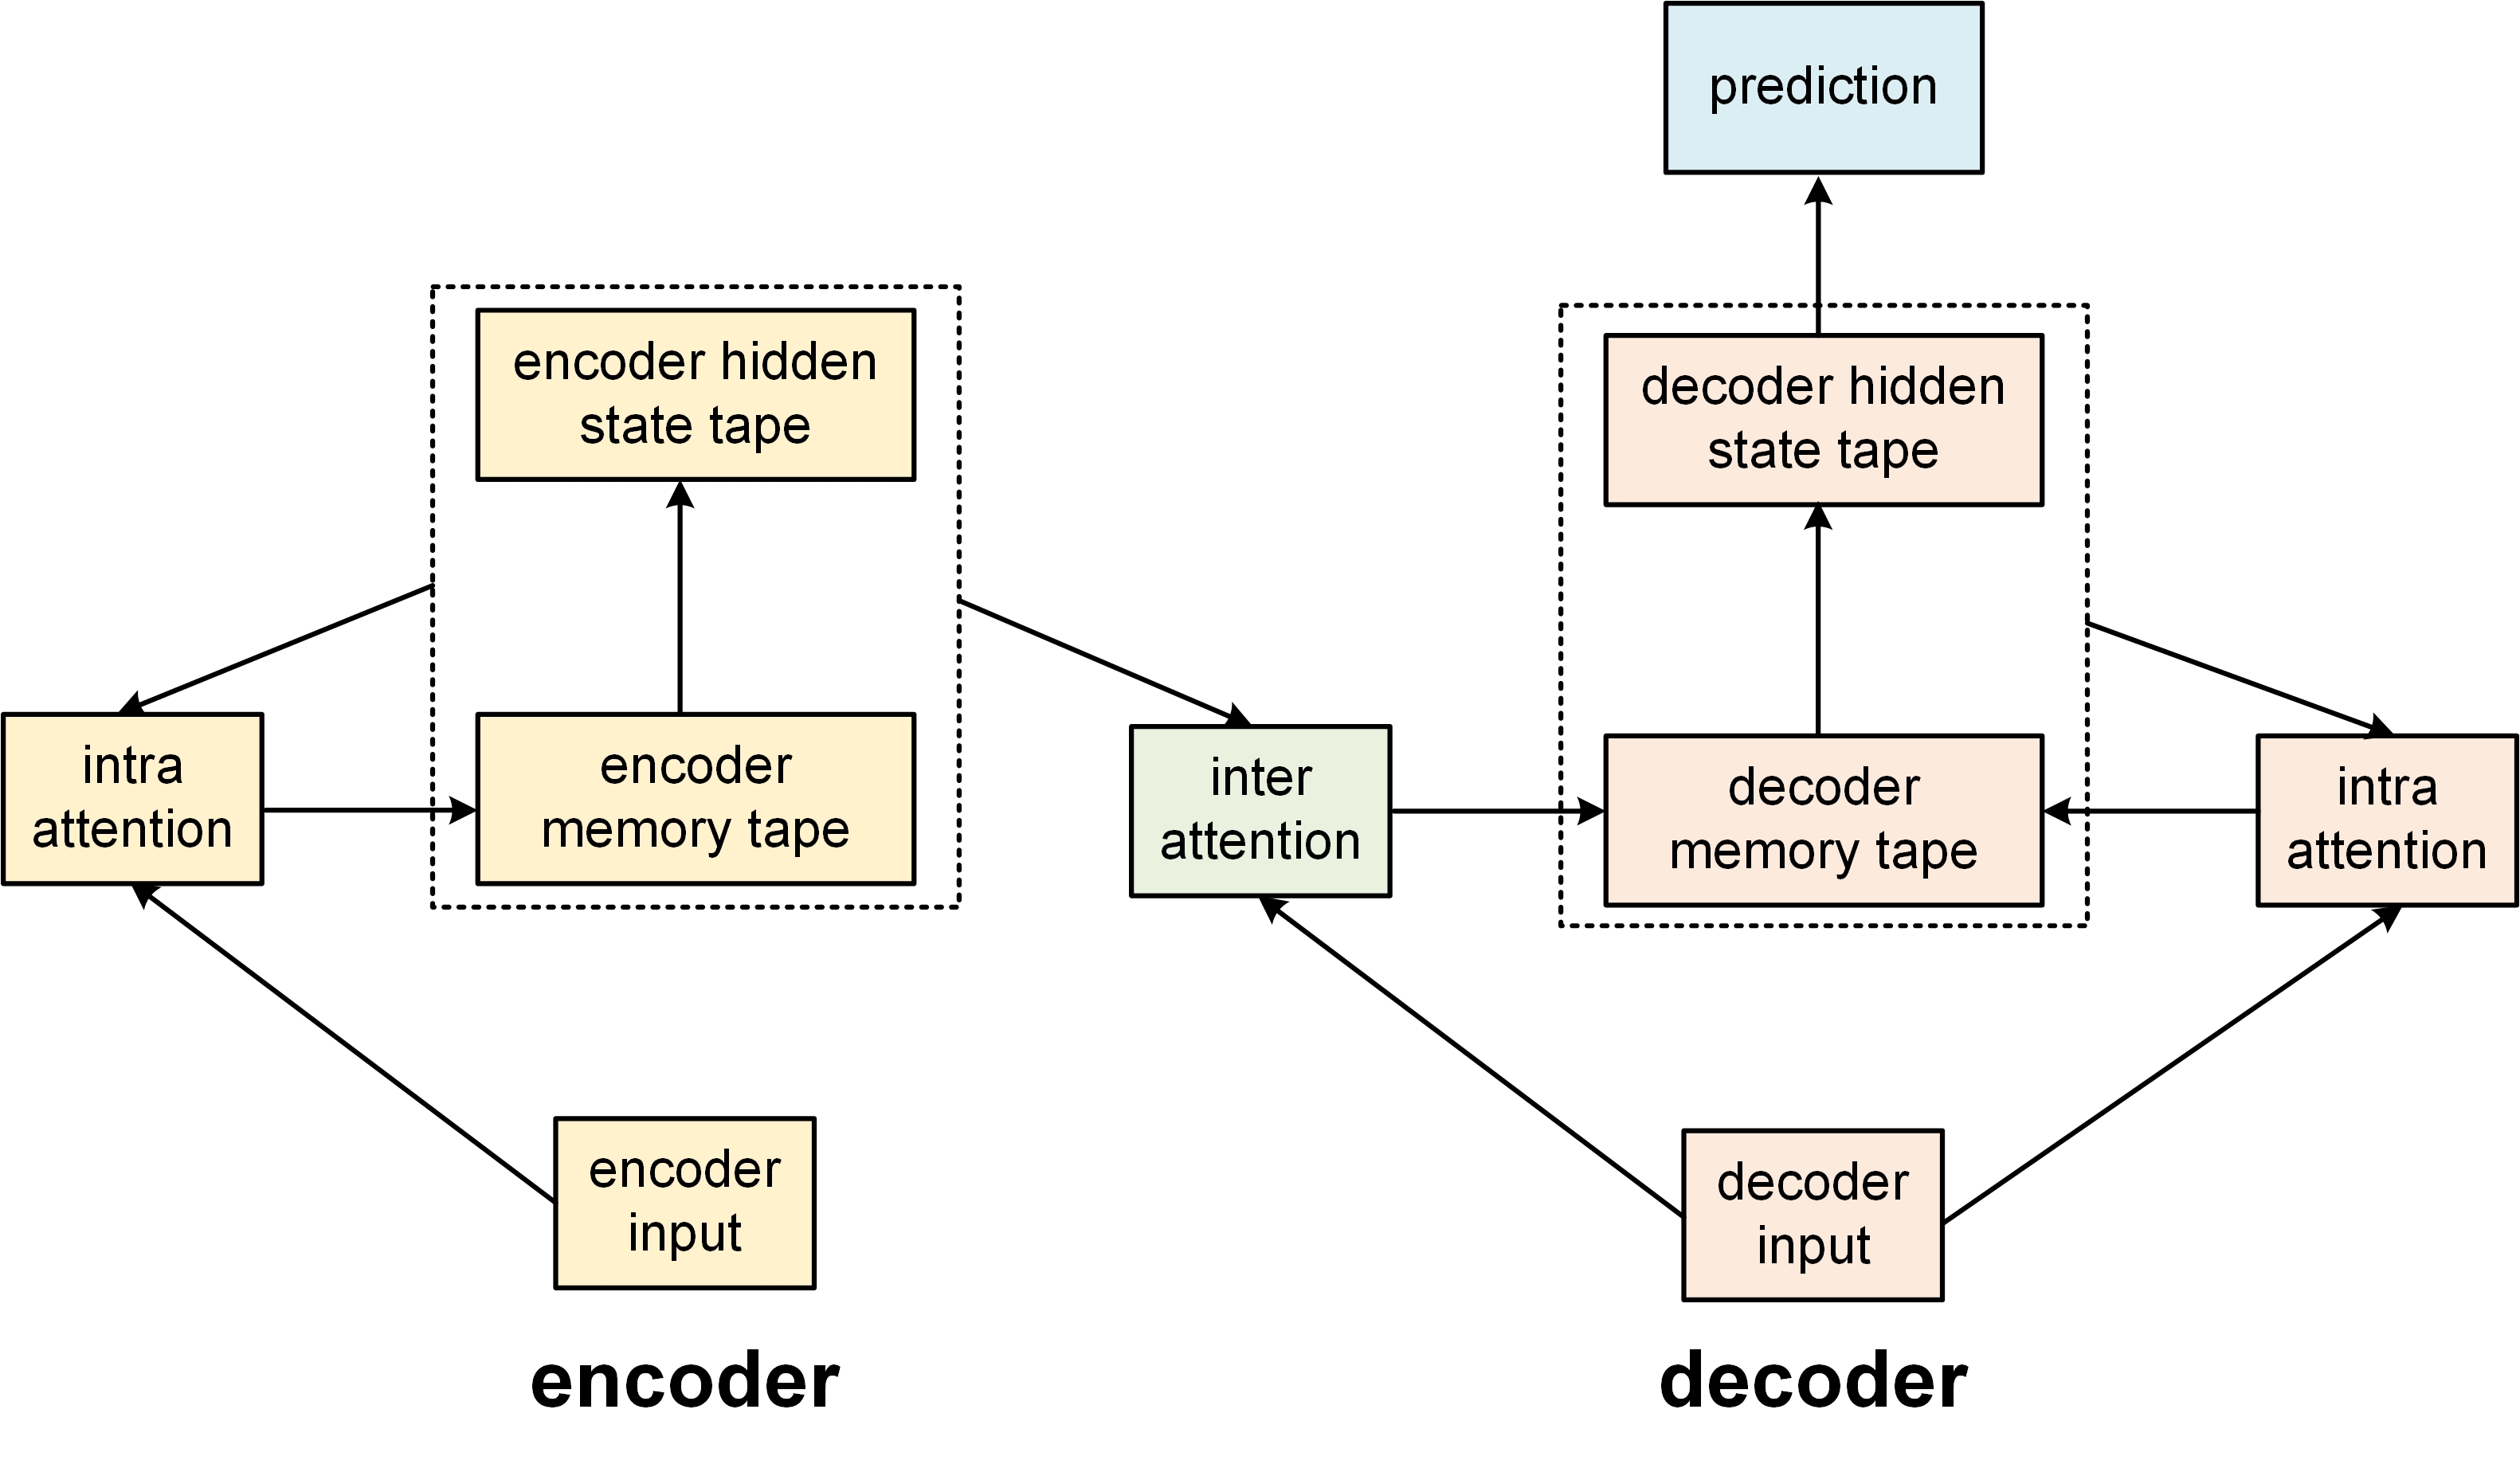 prediction
encoder hidden
state tape
decoder hidden
state tape
intra
attention
encoder
memory tape
inter
attention
decoder
memory tape
intra
attention
encoder
input
decoder
input
encoder
decoder